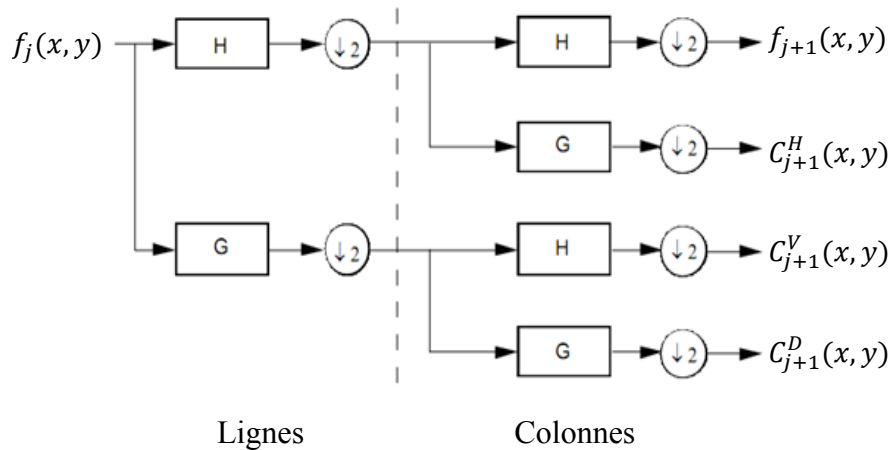 f_j(x, y) H ↓2 H ↓2 f_{j+1}(x, y)
G ↓2 C^H_{j+1}(x, y)
G ↓2 H ↓2 C^V_{j+1}(x, y)
G ↓2 C^D_{j+1}(x, y)
Lignes Colonnes